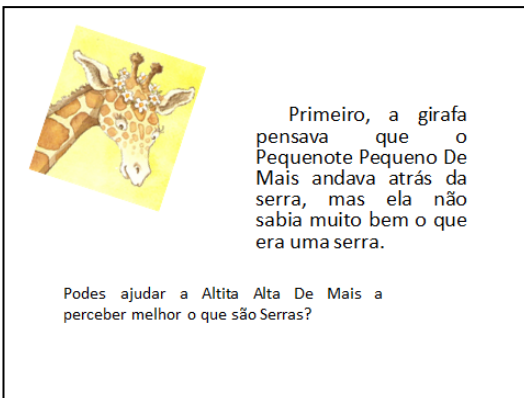 Primeiro, a girafa
pensava que o
Pequenote Pequeno De
Mais andava atrás da
serra, mas ela não
sabia muito bem o que
era uma serra.
Podes ajudar a Altita Alta De Mais a
perceber melhor o que são Serras?